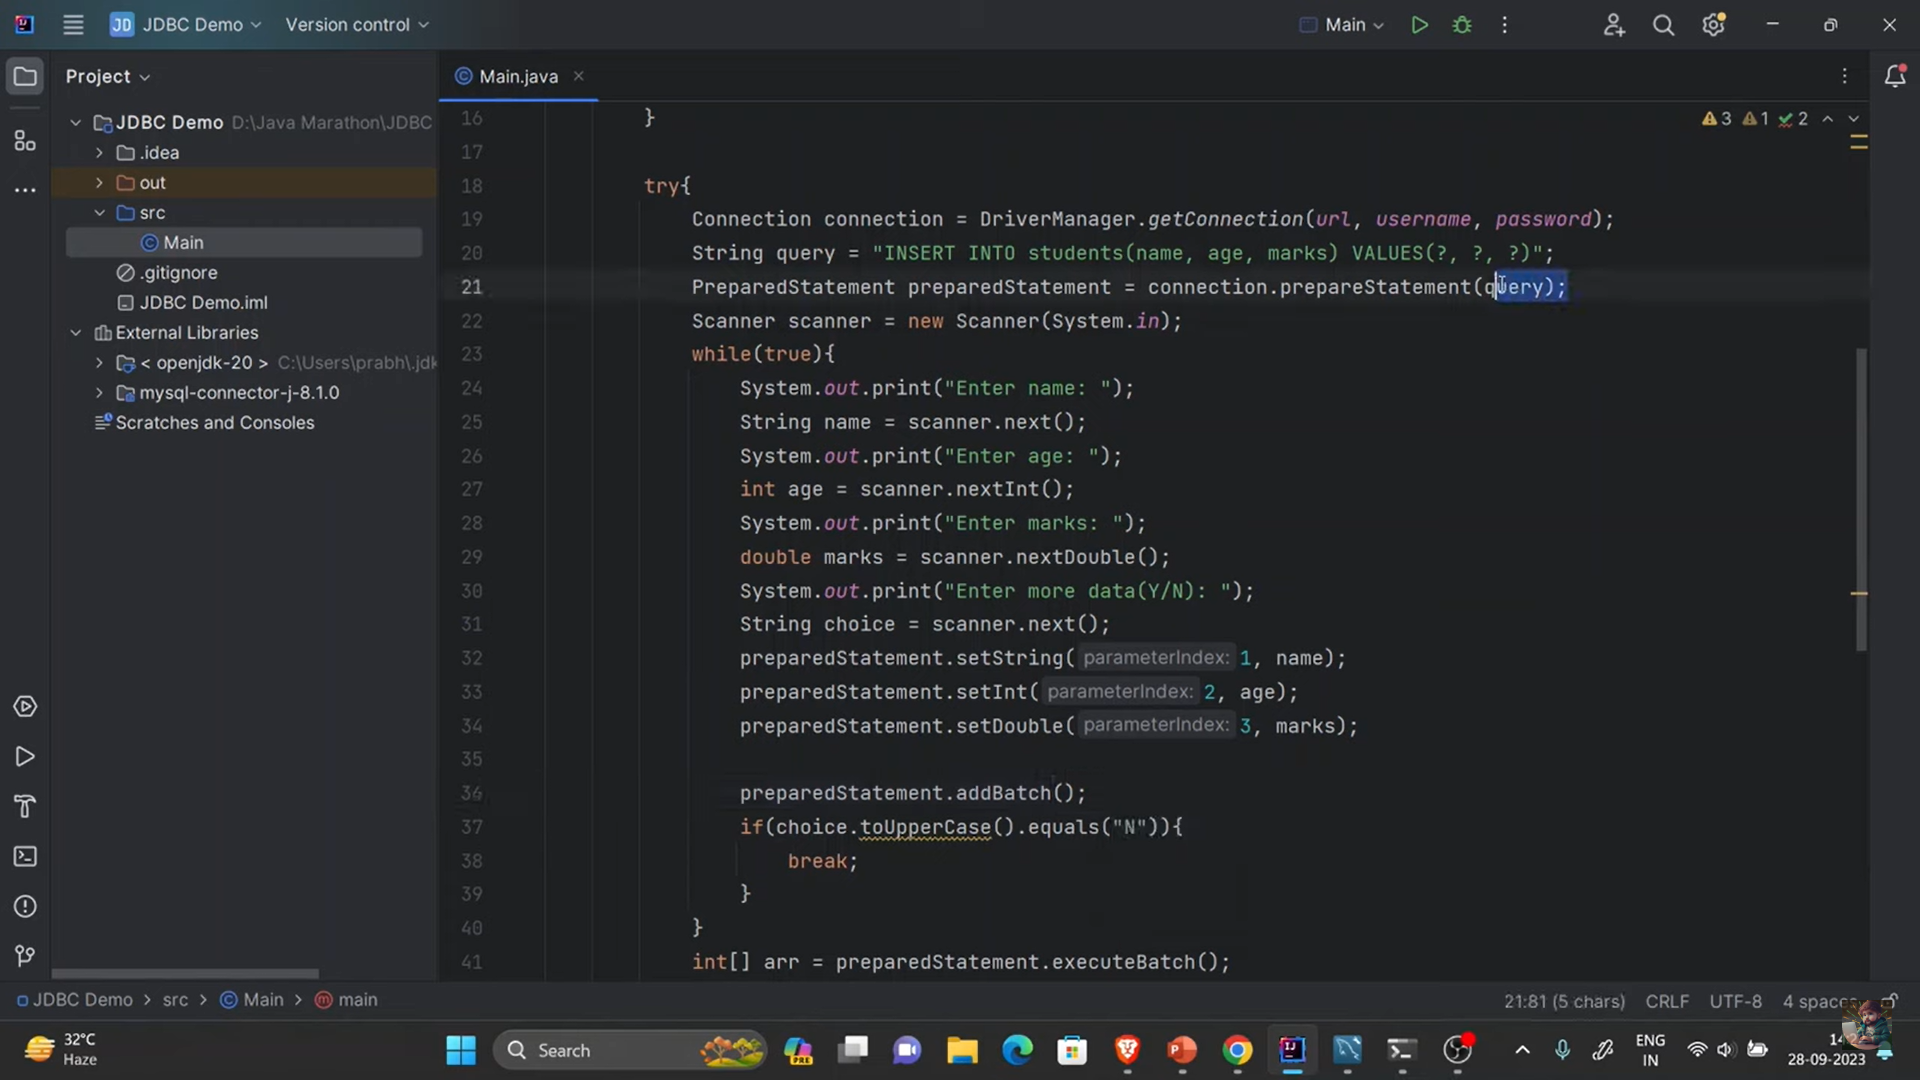 JD JDBC Demo Version control Main
Project
Main.java
JDBC Demo D:\Java Marathon\JDBC
.idea
out
src
Main
.gitignore
JDBC Demo.iml
External Libraries
< openjdk-20 > C:\Users\prabh\.jdk
mysql-connector-j-8.1.0
Scratches and Consoles
3 1 2
16 }
17
18 try{
19 Connection connection = DriverManager.getConnection(url, username, password);
20 String query = "INSERT INTO students(name, age, marks) VALUES(?, ?, ?)";
21 PreparedStatement preparedStatement = connection.prepareStatement(query);
22 Scanner scanner = new Scanner(System.in);
23 while(true){
24 System.out.print("Enter name: ");
25 String name = scanner.next();
26 System.out.print("Enter age: ");
27 int age = scanner.nextInt();
28 System.out.print("Enter marks: ");
29 double marks = scanner.nextDouble();
30 System.out.print("Enter more data(Y/N): ");
31 String choice = scanner.next();
32 preparedStatement.setString( parameterIndex: 1, name);
33 preparedStatement.setInt( parameterIndex: 2, age);
34 preparedStatement.setDouble( parameterIndex: 3, marks);
35
36 preparedStatement.addBatch();
37 if(choice.toUpperCase().equals("N")){
38 break;
39 }
40 }
41 int[] arr = preparedStatement.executeBatch();
JDBC Demo > src > Main > main
21:81 (5 chars) CRLF UTF-8 4 spaces
32°C
Haze
Search
PRE
ENG
IN
28-09-2023